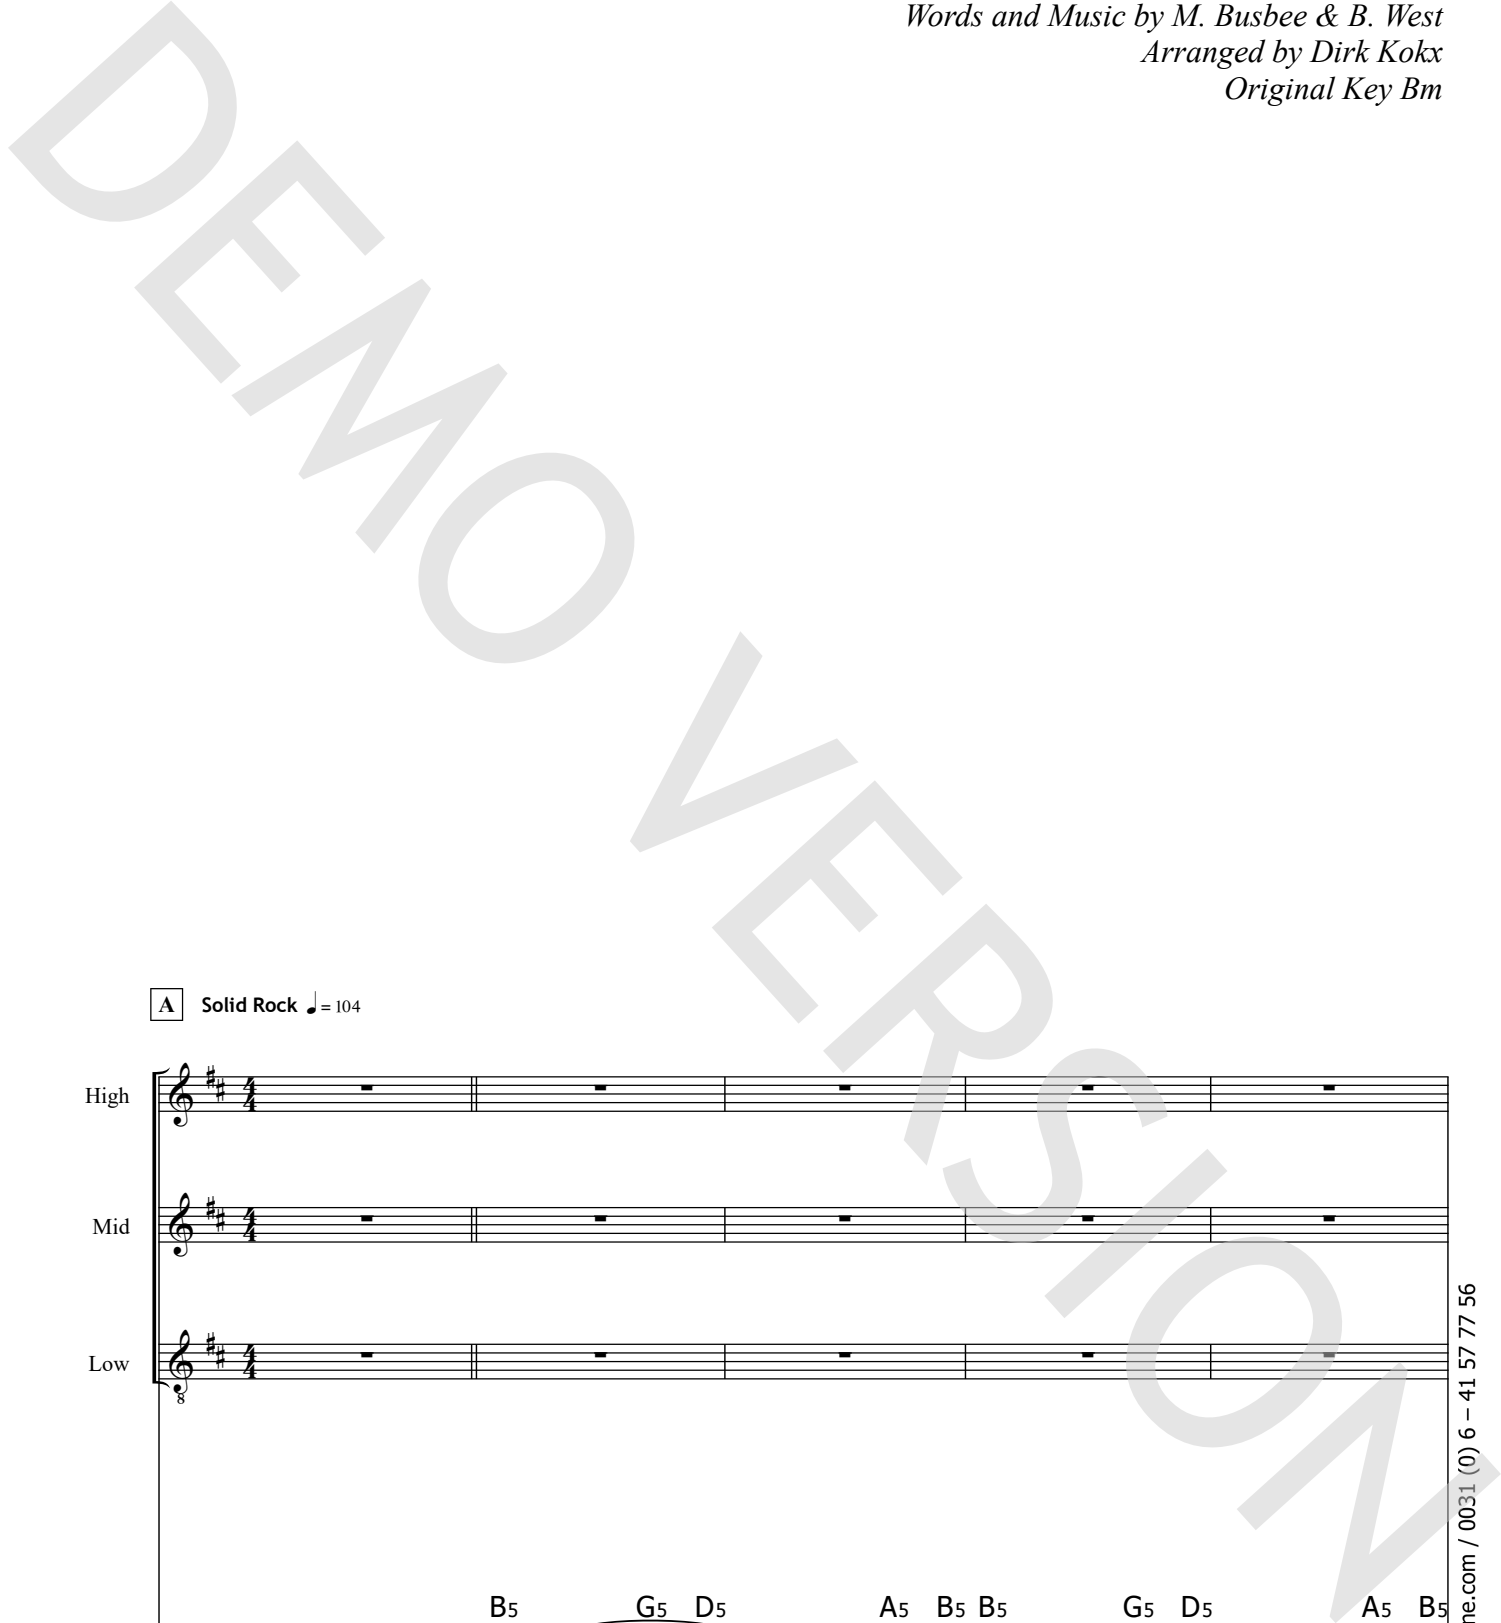 Words and Music by M. Busbee & B. West
Arranged by Dirk Kokx
Original Key Bm
DEMO VERSION
A Solid Rock ♩= 104
High
Mid
Low
8
B5 G5 D5 A5 B5 B5 G5 D5 A5 B5
ne.com / 0031 (0) 6 – 41 57 77 56